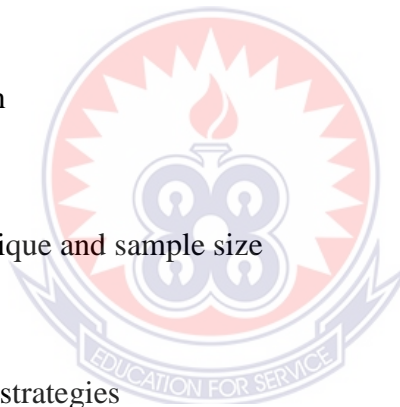 n
ique and sample size
EDUCATION FOR SERVICE
strategies